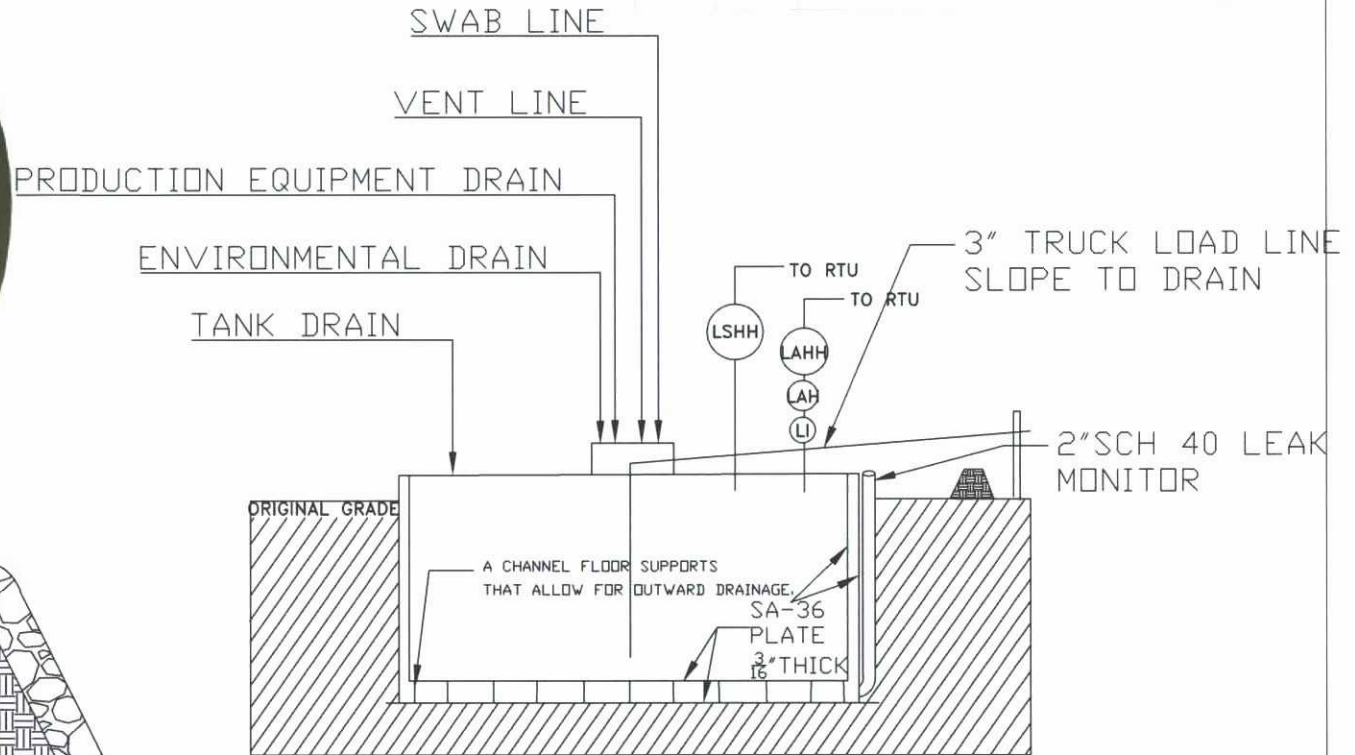 SWAB LINE
VENT LINE
PRODUCTION EQUIPMENT DRAIN
ENVIRONMENTAL DRAIN
TANK DRAIN
TO RTU
TO RTU
3" TRUCK LOAD LINE
SLOPE TO DRAIN
LSHH
LAHH
LAH
LI
2"SCH 40 LEAK
MONITOR
ORIGINAL GRADE
A CHANNEL FLOOR SUPPORTS
THAT ALLOW FOR OUTWARD DRAINAGE.
SA-36
PLATE
3/16" THICK